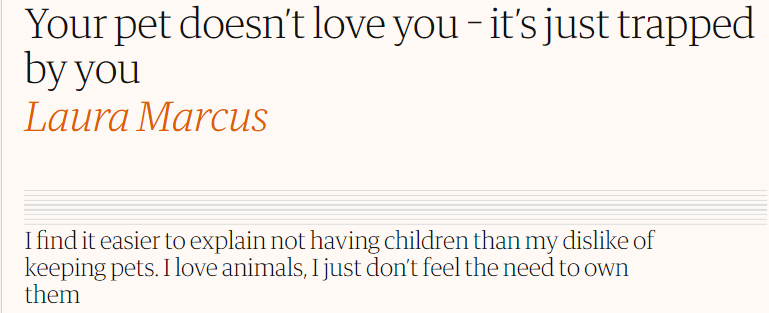 Your pet doesn’t love you – it’s just trapped
by you
Laura Marcus
I find it easier to explain not having children than my dislike of
keeping pets. I love animals, I just don’t feel the need to own
them